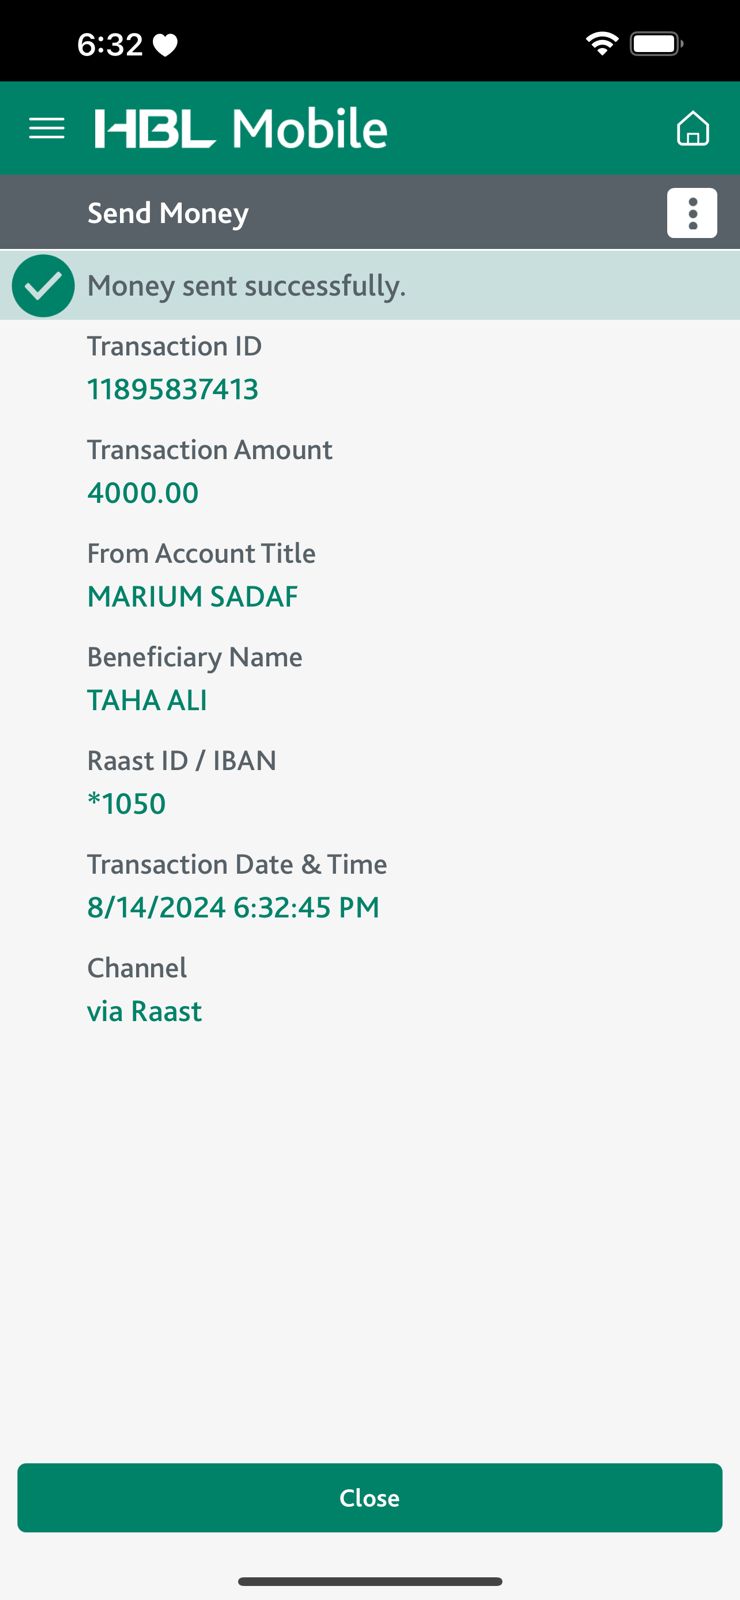 6:32
HBL Mobile
Send Money
Money sent successfully.
Transaction ID
11895837413
Transaction Amount
4000.00
From Account Title
MARIUM SADAF
Beneficiary Name
TAHA ALI
Raast ID / IBAN
*1050
Transaction Date & Time
8/14/2024 6:32:45 PM
Channel
via Raast
Close